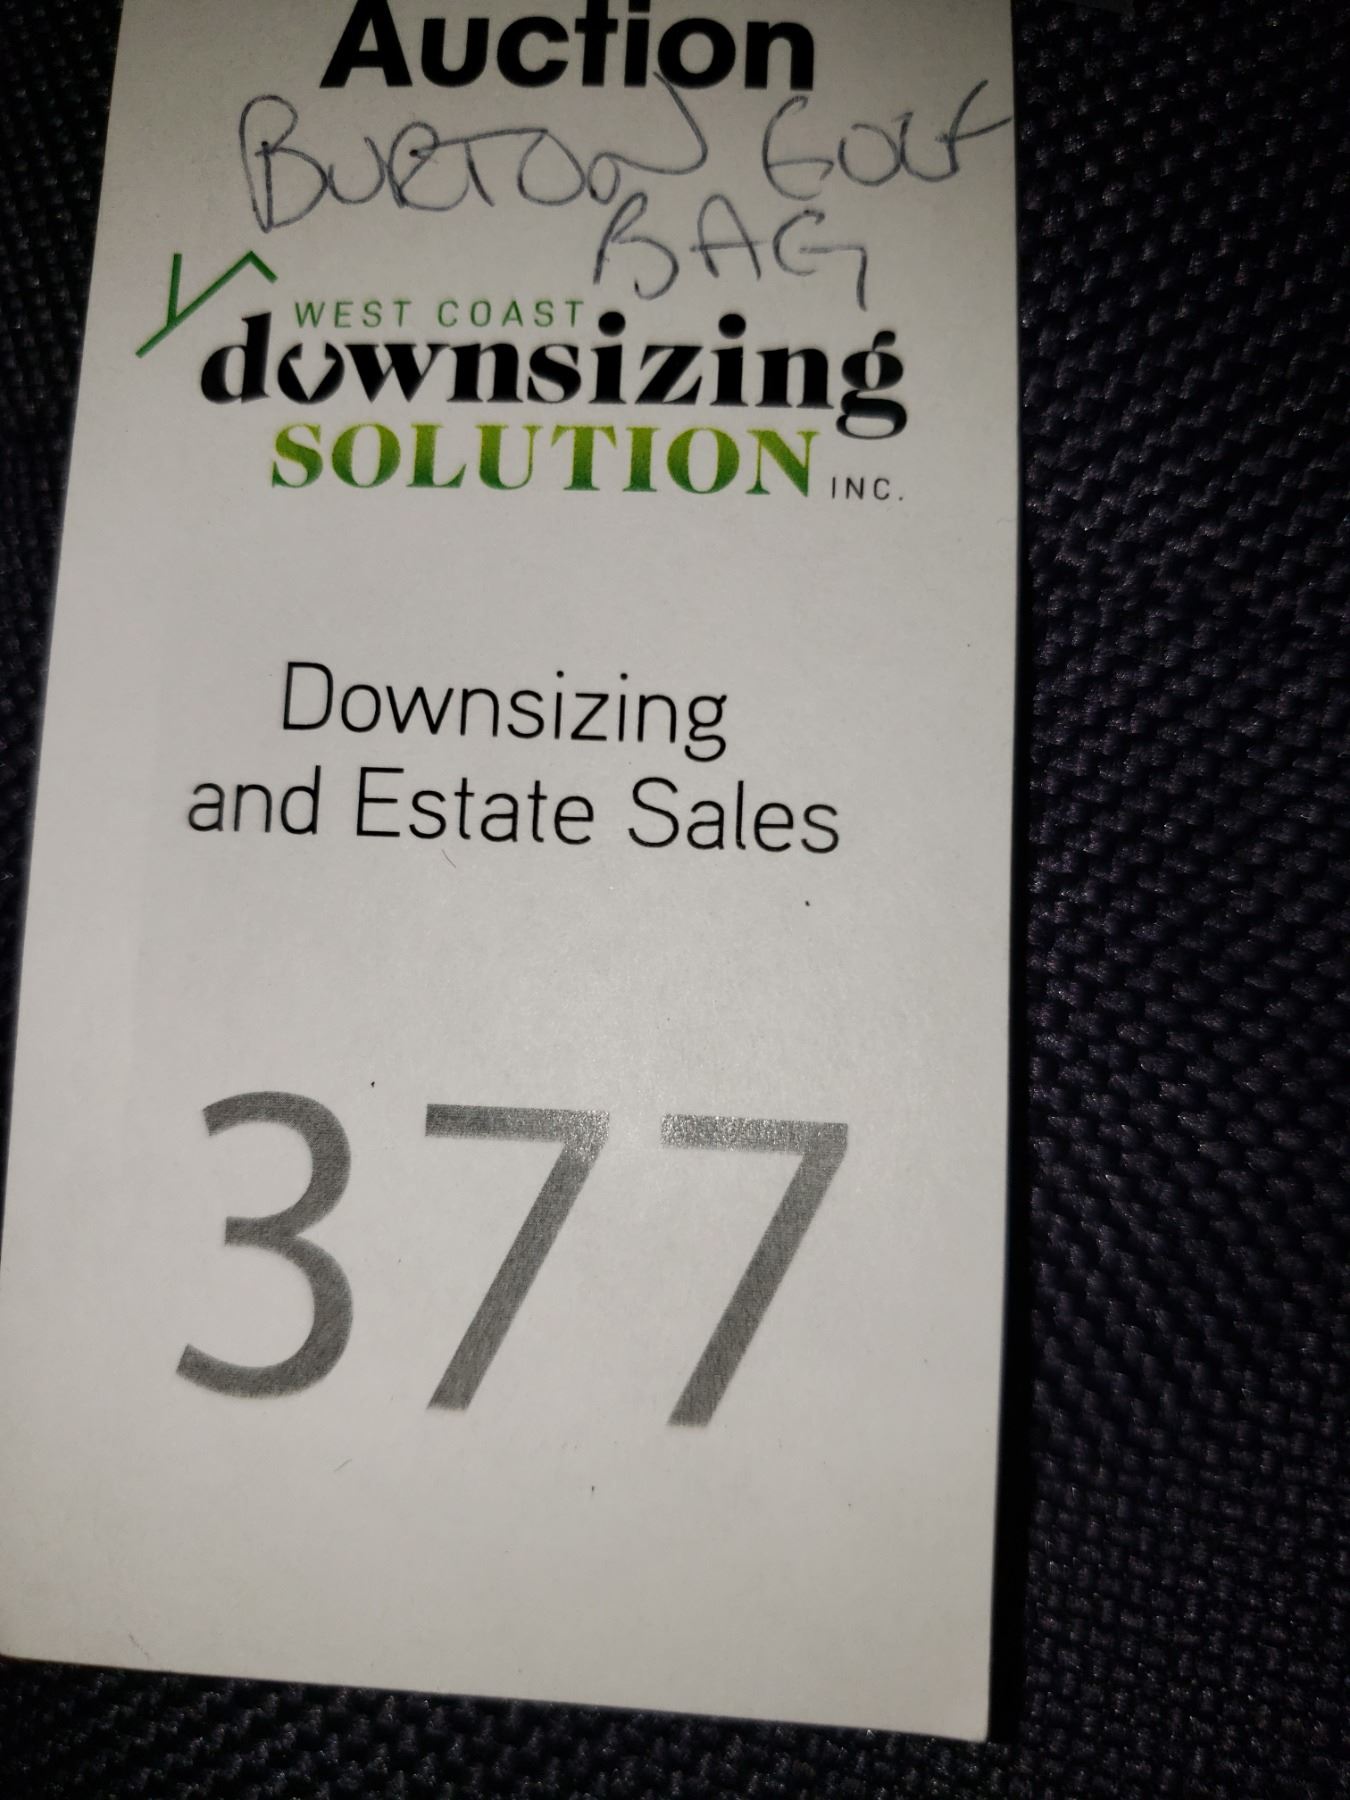 Auction
BURTON GOLF
BAG
WEST COAST
downsizing
SOLUTION INC.
Downsizing
and Estate Sales
377